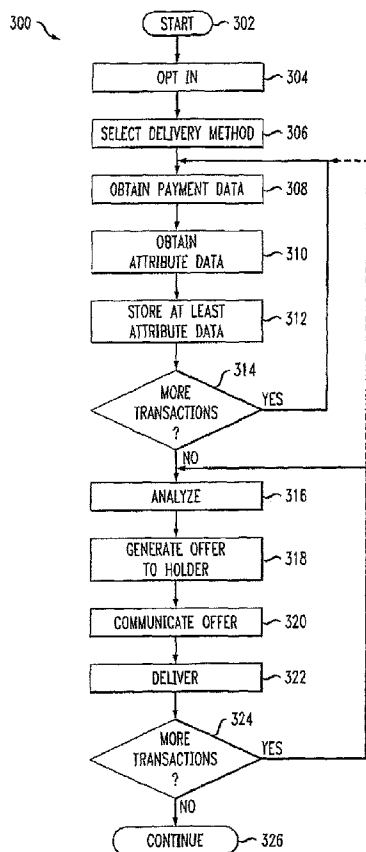 300
START 302
OPT IN 304
SELECT DELIVERY METHOD 306
OBTAIN PAYMENT DATA 308
OBTAIN
ATTRIBUTE DATA 310
STORE AT LEAST
ATTRIBUTE DATA 312
314
MORE
TRANSACTIONS
?
YES
NO
ANALYZE 316
GENERATE OFFER
TO HOLDER 318
COMMUNICATE OFFER 320
DELIVER 322
324
MORE
TRANSACTIONS
?
YES
NO
CONTINUE 326